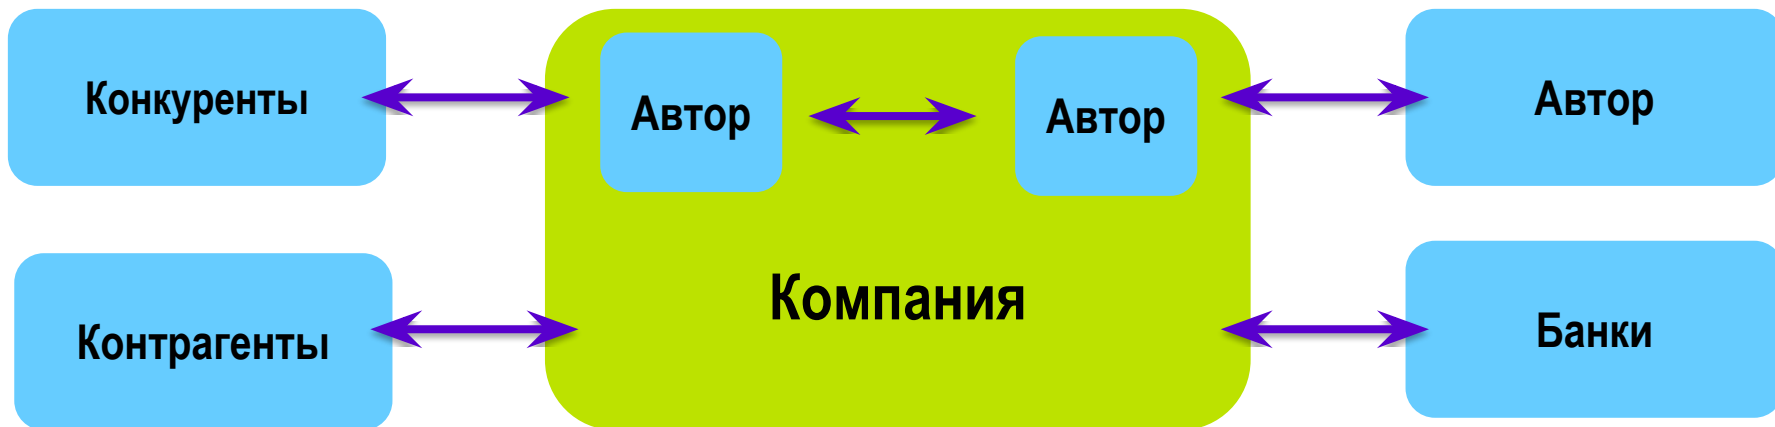 Конкуренты
Автор
Автор
Автор
Компания
Контрагенты
Банки